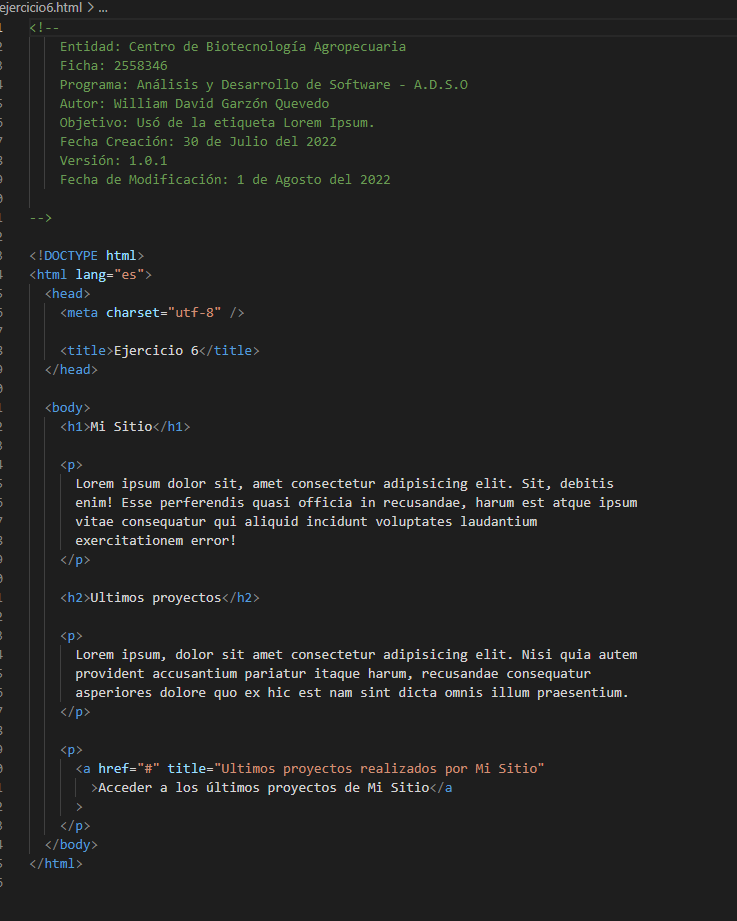 ejercicio6.html > ...
<!--
Entidad: Centro de Biotecnología Agropecuaria
Ficha: 2558346
Programa: Análisis y Desarrollo de Software - A.D.S.O
Autor: William David Garzón Quevedo
Objetivo: Usó de la etiqueta Lorem Ipsum.
Fecha Creación: 30 de Julio del 2022
Versión: 1.0.1
Fecha de Modificación: 1 de Agosto del 2022
-->
<!DOCTYPE html>
<html lang="es">
<head>
<meta charset="utf-8" />
<title>Ejercicio 6</title>
</head>
<body>
<h1>Mi Sitio</h1>
<p>
Lorem ipsum dolor sit, amet consectetur adipisicing elit. Sit, debitis
enim! Esse perferendis quasi officia in recusandae, harum est atque ipsum
vitae consequatur qui aliquid incidunt voluptates laudantium
exercitationem error!
</p>
<h2>Ultimos proyectos</h2>
<p>
Lorem ipsum, dolor sit amet consectetur adipisicing elit. Nisi quia autem
provident accusantium pariatur itaque harum, recusandae consequatur
asperiores dolore quo ex hic est nam sint dicta omnis illum praesentium.
</p>
<p>
<a href="#" title="Ultimos proyectos realizados por Mi Sitio"
>Acceder a los últimos proyectos de Mi Sitio</a
>
</p>
</body>
</html>